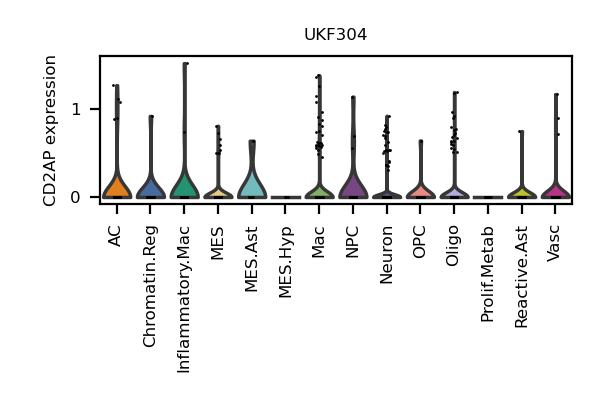 UKF304
CD2AP expression
1
0
AC
Chromatin.Reg
Inflammatory.Mac
MES
MES.Ast
MES.Hyp
Mac
NPC
Neuron
OPC
Oligo
Prolif.Metab
Reactive.Ast
Vasc